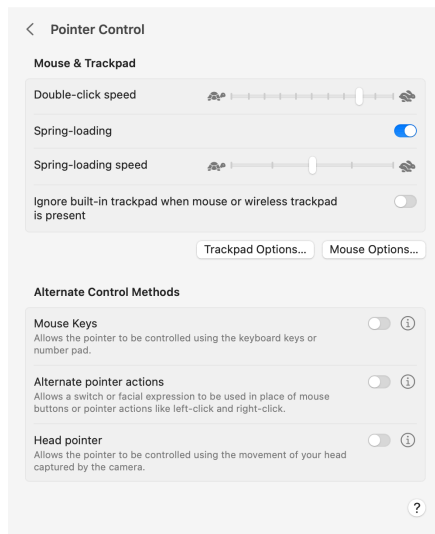 Pointer Control
Mouse & Trackpad
Double-click speed
Spring-loading
Spring-loading speed
Ignore built-in trackpad when mouse or wireless trackpad
is present
Trackpad Options...
Mouse Options...
Alternate Control Methods
Mouse Keys
Allows the pointer to be controlled using the keyboard keys or
number pad.
Alternate pointer actions
Allows a switch or facial expression to be used in place of mouse
buttons or pointer actions like left-click and right-click.
Head pointer
Allows the pointer to be controlled using the movement of your head
captured by the camera.
?